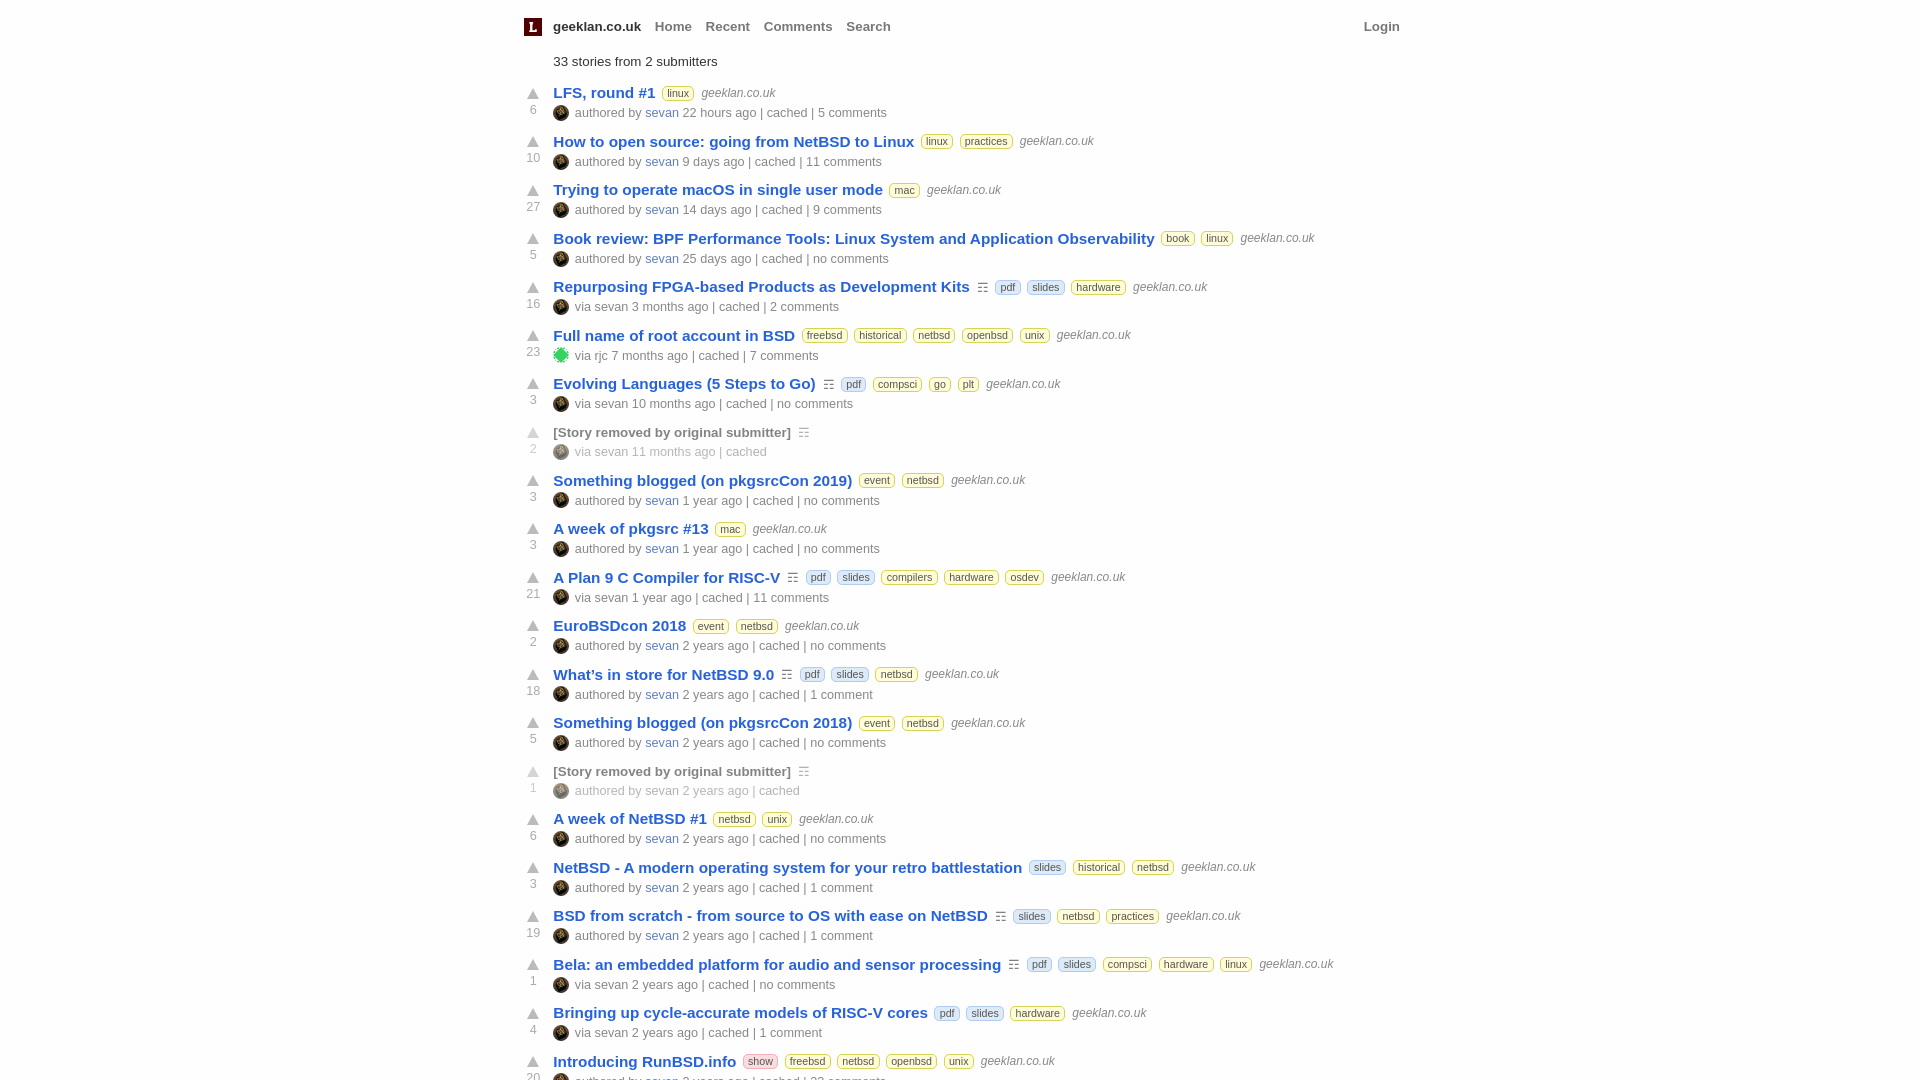 L geeklan.co.uk Home Recent Comments Search Login
33 stories from 2 submitters
LFS, round #1 linux geeklan.co.uk
6 authored by sevan 22 hours ago | cached | 5 comments
How to open source: going from NetBSD to Linux linux practices geeklan.co.uk
10 authored by sevan 9 days ago | cached | 11 comments
Trying to operate macOS in single user mode mac geeklan.co.uk
27 authored by sevan 14 days ago | cached | 9 comments
Book review: BPF Performance Tools: Linux System and Application Observability book linux geeklan.co.uk
5 authored by sevan 25 days ago | cached | no comments
Repurposing FPGA-based Products as Development Kits ☶ pdf slides hardware geeklan.co.uk
16 via sevan 3 months ago | cached | 2 comments
Full name of root account in BSD freebsd historical netbsd openbsd unix geeklan.co.uk
23 via rjc 7 months ago | cached | 7 comments
Evolving Languages (5 Steps to Go) ☶ pdf compsci go plt geeklan.co.uk
3 via sevan 10 months ago | cached | no comments
[Story removed by original submitter] ☶
2 via sevan 11 months ago | cached
Something blogged (on pkgsrcCon 2019) event netbsd geeklan.co.uk
3 authored by sevan 1 year ago | cached | no comments
A week of pkgsrc #13 mac geeklan.co.uk
3 authored by sevan 1 year ago | cached | no comments
A Plan 9 C Compiler for RISC-V ☶ pdf slides compilers hardware osdev geeklan.co.uk
21 via sevan 1 year ago | cached | 11 comments
EuroBSDcon 2018 event netbsd geeklan.co.uk
2 authored by sevan 2 years ago | cached | no comments
What’s in store for NetBSD 9.0 ☶ pdf slides netbsd geeklan.co.uk
18 authored by sevan 2 years ago | cached | 1 comment
Something blogged (on pkgsrcCon 2018) event netbsd geeklan.co.uk
5 authored by sevan 2 years ago | cached | no comments
[Story removed by original submitter] ☶
1 authored by sevan 2 years ago | cached
A week of NetBSD #1 netbsd unix geeklan.co.uk
6 authored by sevan 2 years ago | cached | no comments
NetBSD - A modern operating system for your retro battlestation slides historical netbsd geeklan.co.uk
3 authored by sevan 2 years ago | cached | 1 comment
BSD from scratch - from source to OS with ease on NetBSD ☶ slides netbsd practices geeklan.co.uk
19 authored by sevan 2 years ago | cached | 1 comment
Bela: an embedded platform for audio and sensor processing ☶ pdf slides compsci hardware linux geeklan.co.uk
1 via sevan 2 years ago | cached | no comments
Bringing up cycle-accurate models of RISC-V cores pdf slides hardware geeklan.co.uk
4 via sevan 2 years ago | cached | 1 comment
Introducing RunBSD.info show freebsd netbsd openbsd unix geeklan.co.uk
20